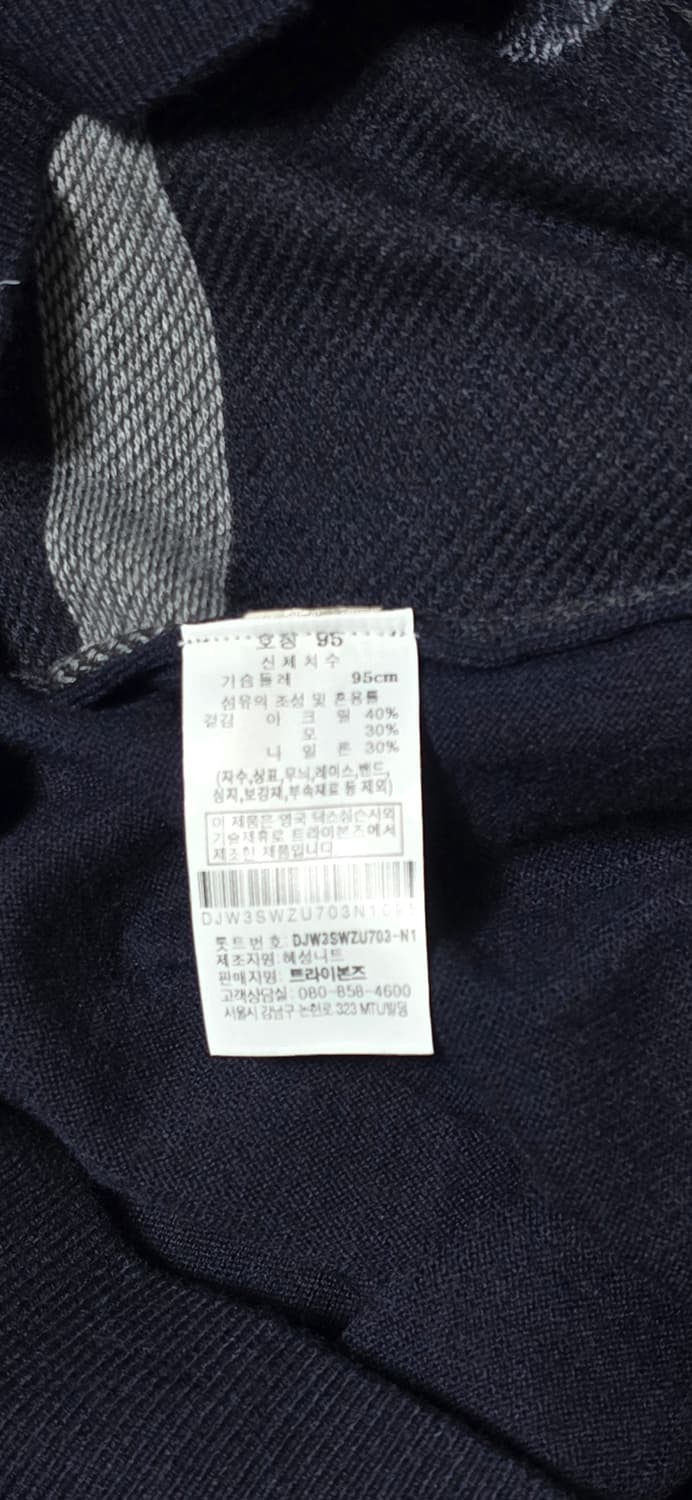 호칭 95
신체치수
가슴둘레 95cm
섬유의 조성 및 혼용률
겉감 아 크 릴 40%
모 30%
나 일 론 30%
(자수,상표,무늬,레이스,밴드,
심지,보강재,부속재료 등 제외)
이 제품은 영국 닥스심슨사와
기술제휴로 트라이본즈에서
제조한 제품입니다.
DJW3SWZU703N1095
롯트번호: DJW3SWZU703-N1
제조자명: 혜성니트
판매자명: 트라이본즈
고객상담실: 080-858-4600
서울시 강남구 논현로 323 MTU빌딩